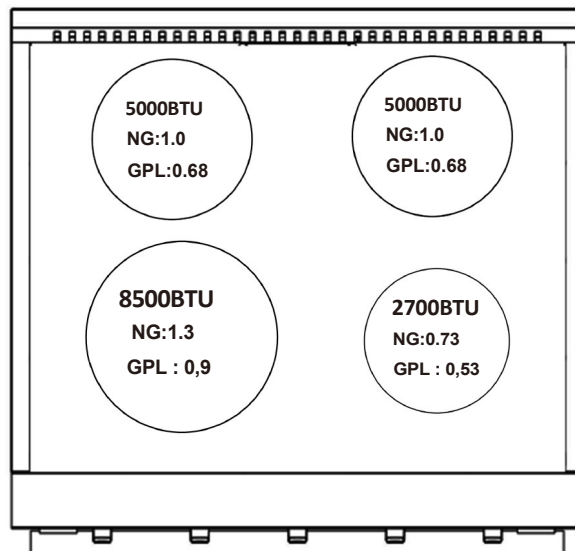 5000BTU
NG:1.0
GPL:0.68
5000BTU
NG:1.0
GPL:0.68
8500BTU
NG:1.3
GPL : 0,9
2700BTU
NG:0.73
GPL : 0,53